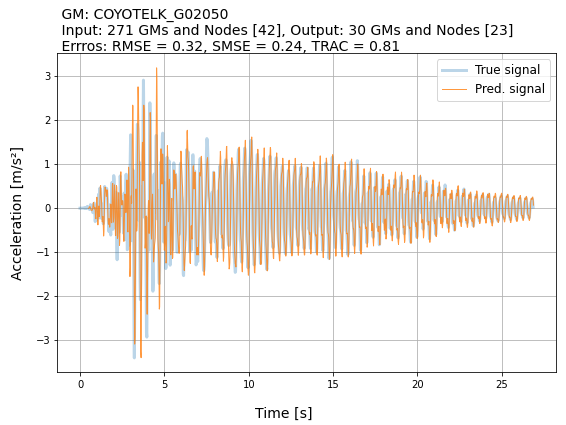 GM: COYOTELK_G02050
Input: 271 GMs and Nodes [42], Output: 30 GMs and Nodes [23]
Errros: RMSE = 0.32, SMSE = 0.24, TRAC = 0.81
True signal
Pred. signal
Acceleration [m/s²]
3
2
1
0
−1
−2
−3
0 5 10 15 20 25
Time [s]